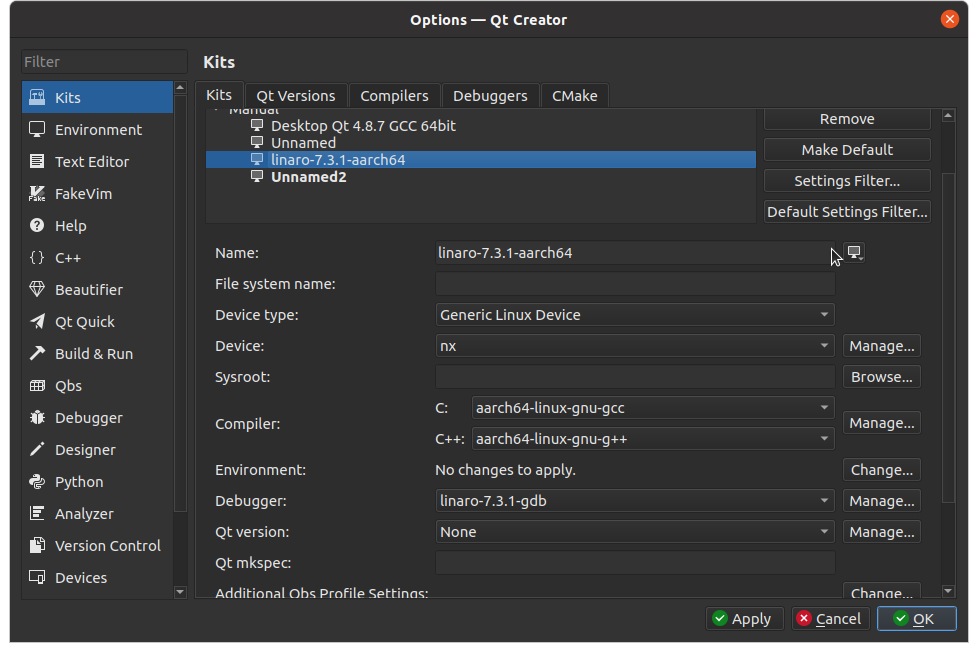 Options — Qt Creator
Filter
Kits
Environment
Text Editor
FakeVim
Help
{} C++
Beautifier
Qt Quick
Build & Run
Qbs
Debugger
Designer
Python
Analyzer
Version Control
Devices
Kits
Kits Qt Versions Compilers Debuggers CMake
Manual
Desktop Qt 4.8.7 GCC 64bit
Unnamed
linaro-7.3.1-aarch64
Unnamed2
Remove
Make Default
Settings Filter...
Default Settings Filter...
Name: linaro-7.3.1-aarch64
File system name:
Device type: Generic Linux Device
Device: nx Manage...
Sysroot: Browse...
Compiler: C: aarch64-linux-gnu-gcc Manage...
C++: aarch64-linux-gnu-g++
Environment: No changes to apply. Change...
Debugger: linaro-7.3.1-gdb Manage...
Qt version: None Manage...
Qt mkspec:
Additional Qbs Profile Settings: Change...
Apply Cancel OK